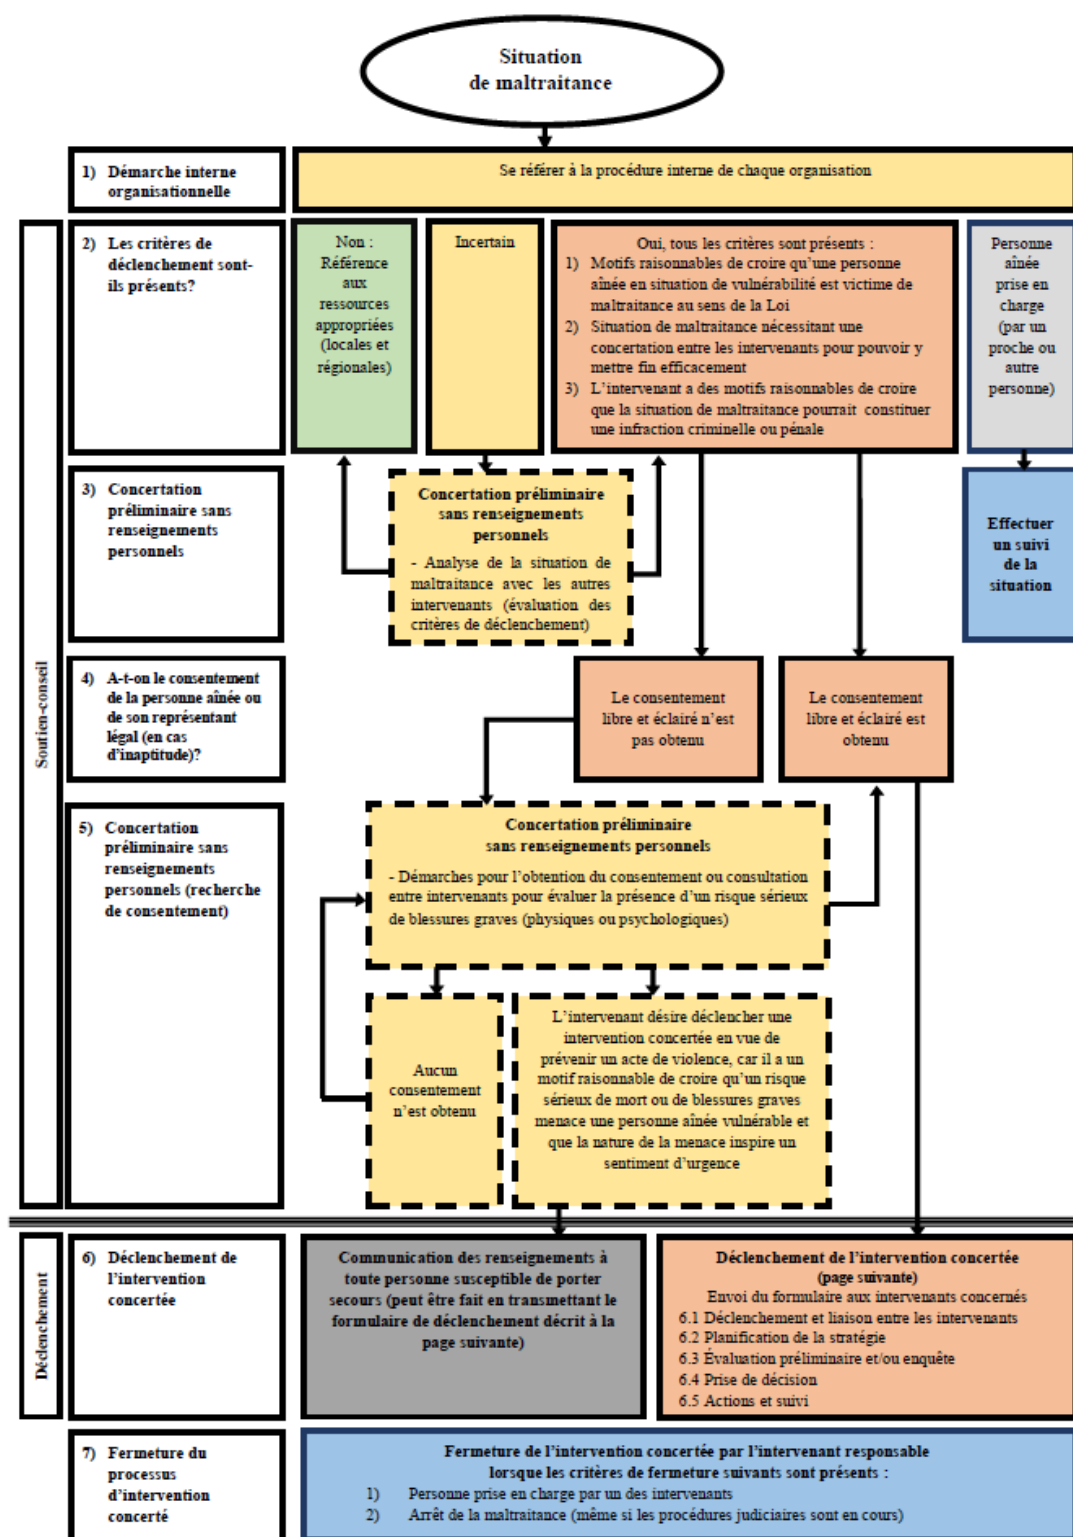 Situation
de maltraitance
1) Démarche interne
organisationnelle
Se référer à la procédure interne de chaque organisation
Soutien-conseil
2) Les critères de
déclenchement sont-
ils présents?
Non :
Référence
aux
ressources
appropriées
(locales et
régionales)
Incertain
Oui, tous les critères sont présents :
1) Motifs raisonnables de croire qu'une personne
aînée en situation de vulnérabilité est victime de
maltraitance au sens de la Loi
2) Situation de maltraitance nécessitant une
concertation entre les intervenants pour pouvoir y
mettre fin efficacement
3) L'intervenant a des motifs raisonnables de croire
que la situation de maltraitance pourrait constituer
une infraction criminelle ou pénale
Personne
aînée
prise en
charge
(par un
proche ou
autre
personne)
3) Concertation
préliminaire sans
renseignements
personnels
Concertation préliminaire
sans renseignements
personnels
- Analyse de la situation de
maltraitance avec les autres
intervenants (évaluation des
critères de déclenchement)
Effectuer
un suivi
de la
situation
4) A-t-on le consentement
de la personne aînée ou
de son représentant
légal (en cas
d'inaptitude)?
Le consentement
libre et éclairé n'est
pas obtenu
Le consentement
libre et éclairé est
obtenu
5) Concertation
préliminaire sans
renseignements
personnels (recherche
de consentement)
Concertation préliminaire
sans renseignements personnels
- Démarches pour l'obtention du consentement ou consultation
entre intervenants pour évaluer la présence d'un risque sérieux
de blessures graves (physiques ou psychologiques)
Aucun
consentement
n'est obtenu
L'intervenant désire déclencher une
intervention concertée en vue de
prévenir un acte de violence, car il a un
motif raisonnable de croire qu'un risque
sérieux de mort ou de blessures graves
menace une personne aînée vulnérable et
que la nature de la menace inspire un
sentiment d'urgence
Déclenchement
6) Déclenchement de
l'intervention
concertée
Communication des renseignements à
toute personne susceptible de porter
secours (peut être fait en transmettant le
formulaire de déclenchement décrit à la
page suivante)
Déclenchement de l'intervention concertée
(page suivante)
Envoi du formulaire aux intervenants concernés
6.1 Déclenchement et liaison entre les intervenants
6.2 Planification de la stratégie
6.3 Évaluation préliminaire et/ou enquête
6.4 Prise de décision
6.5 Actions et suivi
7) Fermeture du
processus
d'intervention
concerté
Fermeture de l'intervention concertée par l'intervenant responsable
lorsque les critères de fermeture suivants sont présents :
1) Personne prise en charge par un des intervenants
2) Arrêt de la maltraitance (même si les procédures judiciaires sont en cours)